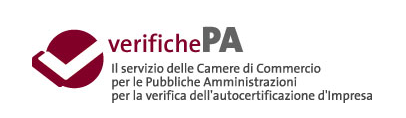 verifichePA
Il servizio delle Camere di Commercio
per le Pubbliche Amministrazioni
per la verifica dell'autocertificazione d'Impresa